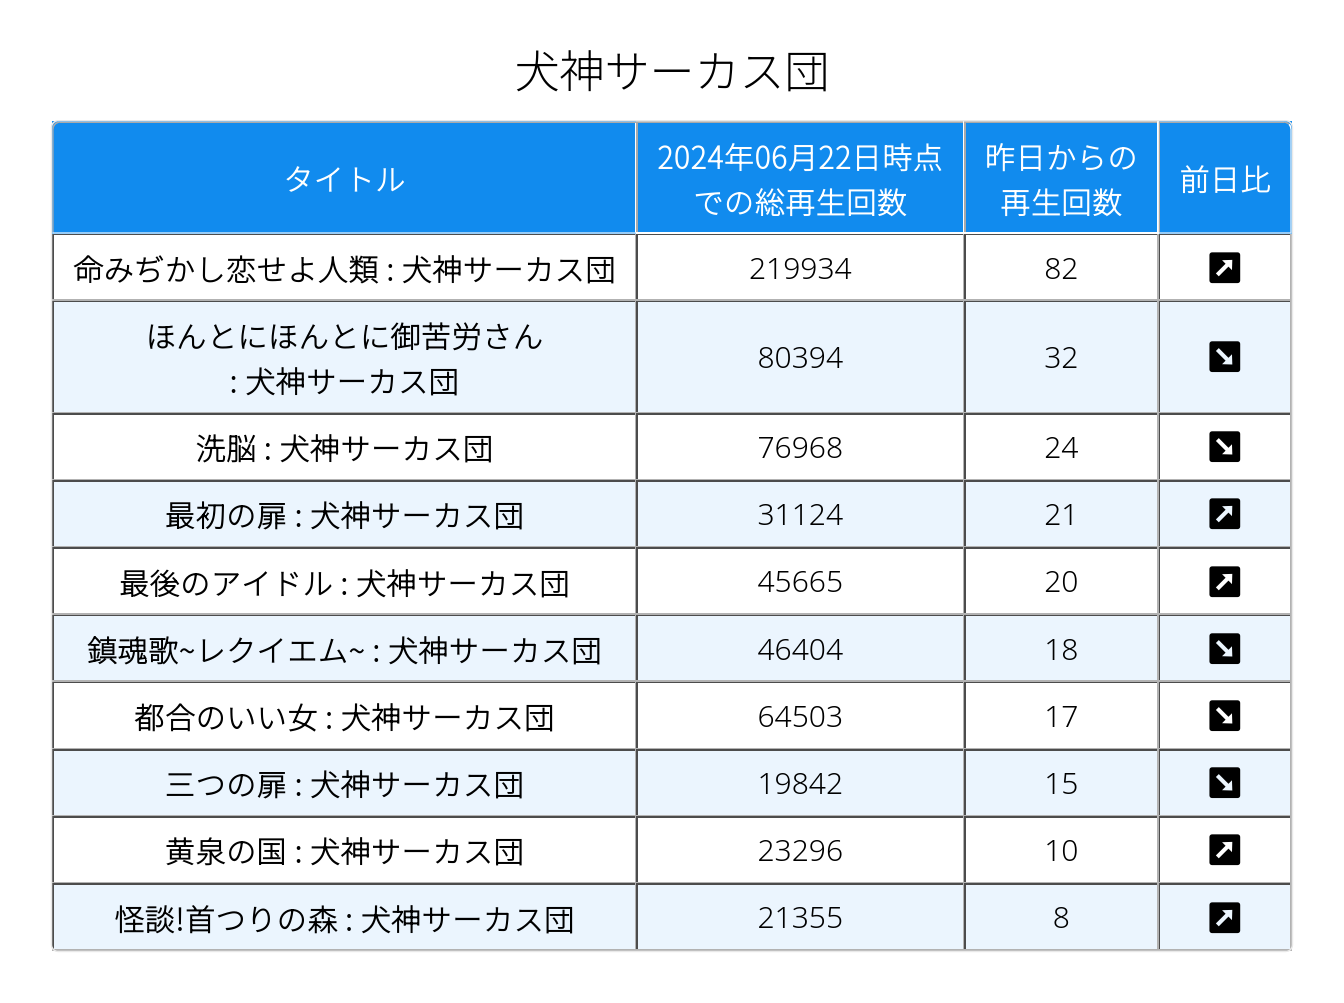 犬神サーカス団
タイトル
2024年06月22日時点
での総再生回数
昨日からの
再生回数
前日比
命みぢかし恋せよ人類 : 犬神サーカス団
219934
82
ほんとにほんとに御苦労さん
: 犬神サーカス団
80394
32
洗脳 : 犬神サーカス団
76968
24
最初の扉 : 犬神サーカス団
31124
21
最後のアイドル : 犬神サーカス団
45665
20
鎮魂歌~レクイエム~ : 犬神サーカス団
46404
18
都合のいい女 : 犬神サーカス団
64503
17
三つの扉 : 犬神サーカス団
19842
15
黄泉の国 : 犬神サーカス団
23296
10
怪談!首つりの森 : 犬神サーカス団
21355
8